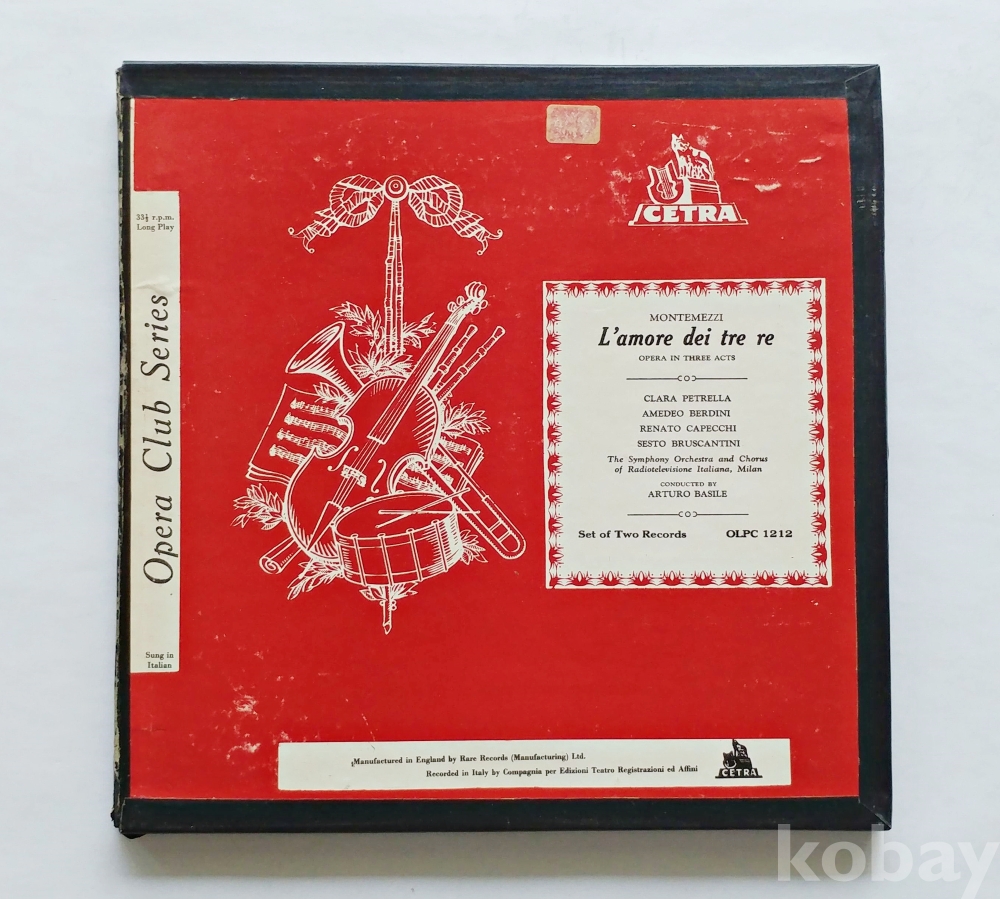 33⅓ r.p.m.
Long Play
Opera Club Series
Sung in
Italian
CETRA
MONTEMEZZI
L'amore dei tre re
OPERA IN THREE ACTS
CLARA PETRELLA
AMEDEO BERDINI
RENATO CAPECCHI
SESTO BRUSCANTINI
The Symphony Orchestra and Chorus
of Radiotelevisione Italiana, Milan
CONDUCTED BY
ARTURO BASILE
Set of Two Records OLPC 1212
Manufactured in England by Rare Records (Manufacturing) Ltd.
Recorded in Italy by Compagnia per Edizioni Teatro Registrazioni ed Affini
CETRA
kobay